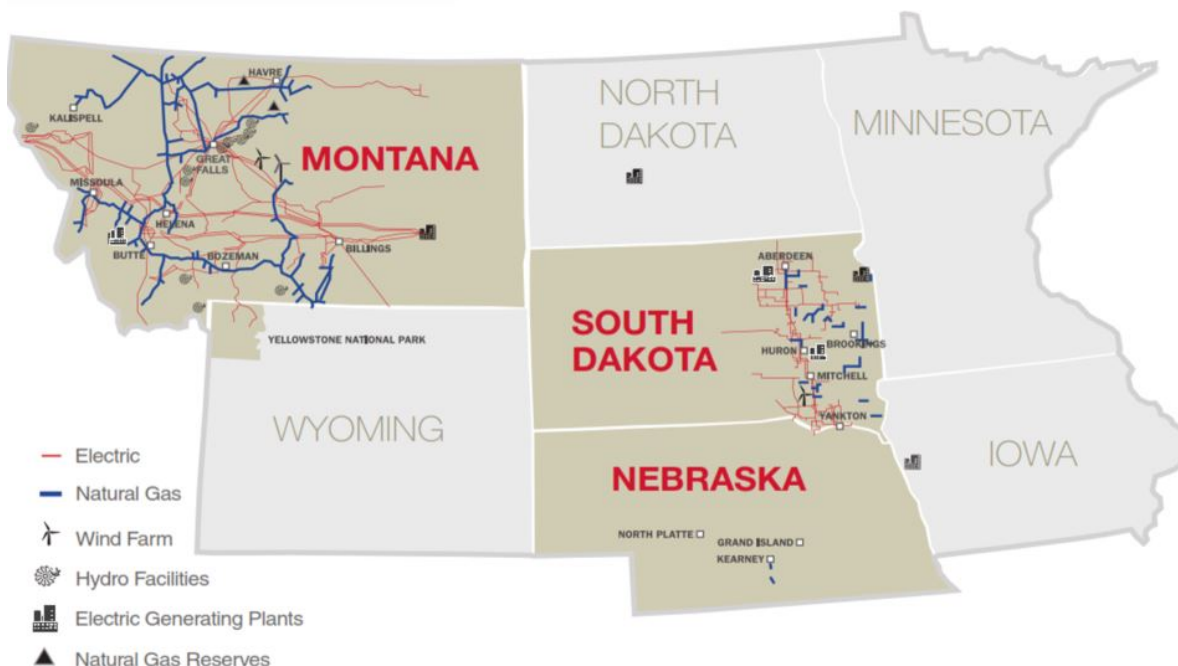 HAVRE
KALISPELL
GREAT
FALLS
MONTANA
MISSOULA
HELENA
BUTTE
BOZEMAN
BILLINGS
YELLOWSTONE NATIONAL PARK
NORTH
DAKOTA
MINNESOTA
ABERDEEN
SOUTH
DAKOTA
HURON
BROOKINGS
MITCHELL
YANKTON
WYOMING
NEBRASKA
IOWA
NORTH PLATTE
GRAND ISLAND
KEARNEY
Electric
Natural Gas
Wind Farm
Hydro Facilities
Electric Generating Plants
Natural Gas Reserves